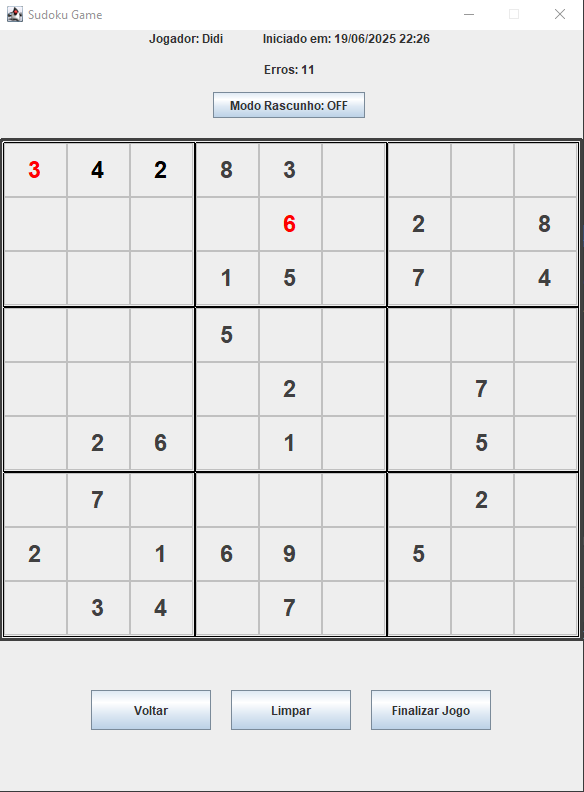 Sudoku Game
Jogador: Didi Iniciado em: 19/06/2025 22:26
Erros: 11
Modo Rascunho: OFF
3 4 2 8 3
6 2 8
1 5 7 4
5
2 7
2 6 1 5
7 2
2 1 6 9 5
3 4 7
Voltar Limpar Finalizar Jogo